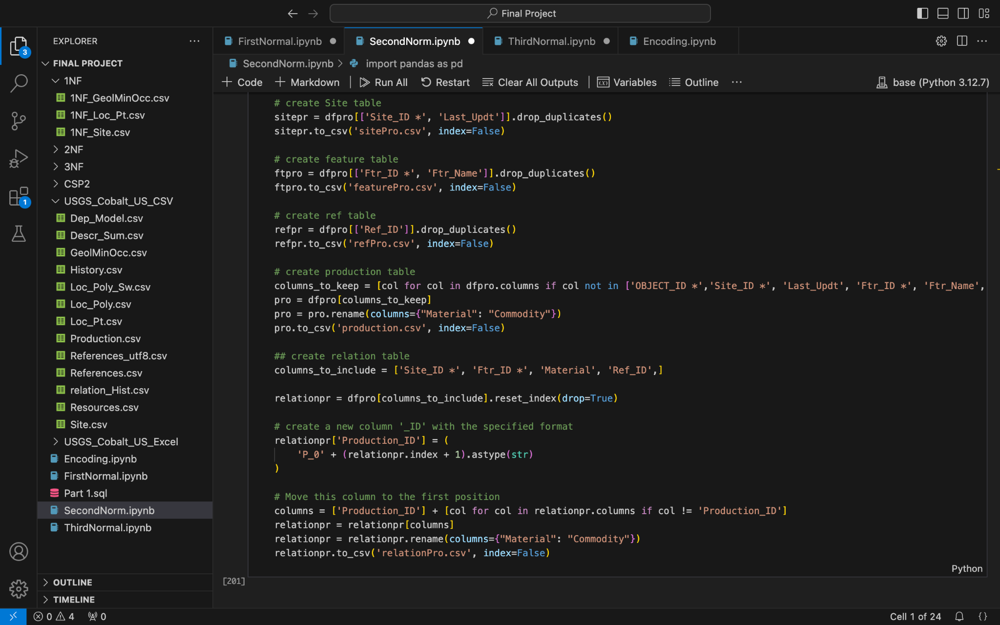 Final Project
EXPLORER
FINAL PROJECT
1NF
1NF_GeolMinOcc.csv
1NF_Loc_Pt.csv
1NF_Site.csv
2NF
3NF
CSP2
USGS_Cobalt_US_CSV
Dep_Model.csv
Descr_Sum.csv
GeolMinOcc.csv
History.csv
Loc_Poly_Sw.csv
Loc_Poly.csv
Loc_Pt.csv
Production.csv
References_utf8.csv
References.csv
relation_Hist.csv
Resources.csv
Site.csv
USGS_Cobalt_US_Excel
Encoding.ipynb
FirstNormal.ipynb
Part 1.sql
SecondNorm.ipynb
ThirdNormal.ipynb
OUTLINE
TIMELINE
3
1
FirstNormal.ipynb SecondNorm.ipynb ThirdNormal.ipynb Encoding.ipynb
SecondNorm.ipynb > import pandas as pd
+ Code + Markdown | Run All Restart Clear All Outputs | Variables Outline ... base (Python 3.12.7)
# create Site table
sitepr = dfpro[['Site_ID *', 'Last_Updt']].drop_duplicates()
sitepr.to_csv('sitePro.csv', index=False)
# create feature table
ftpro = dfpro[['Ftr_ID *', 'Ftr_Name']].drop_duplicates()
ftpro.to_csv('featurePro.csv', index=False)
# create ref table
refpr = dfpro[['Ref_ID']].drop_duplicates()
refpr.to_csv('refPro.csv', index=False)
# create production table
columns_to_keep = [col for col in dfpro.columns if col not in ['OBJECT_ID *','Site_ID *', 'Last_Updt', 'Ftr_ID *', 'Ftr_Name',
pro = dfpro[columns_to_keep]
pro = pro.rename(columns={"Material": "Commodity"})
pro.to_csv('production.csv', index=False)
## create relation table
columns_to_include = ['Site_ID *', 'Ftr_ID *', 'Material', 'Ref_ID',]
relationpr = dfpro[columns_to_include].reset_index(drop=True)
# create a new column '_ID' with the specified format
relationpr['Production_ID'] = (
'P_0' + (relationpr.index + 1).astype(str)
)
# Move this column to the first position
columns = ['Production_ID'] + [col for col in relationpr.columns if col != 'Production_ID']
relationpr = relationpr[columns]
relationpr = relationpr.rename(columns={"Material": "Commodity"})
relationpr.to_csv('relationPro.csv', index=False)
Python
[201]
0 4 0 Cell 1 of 24 {}